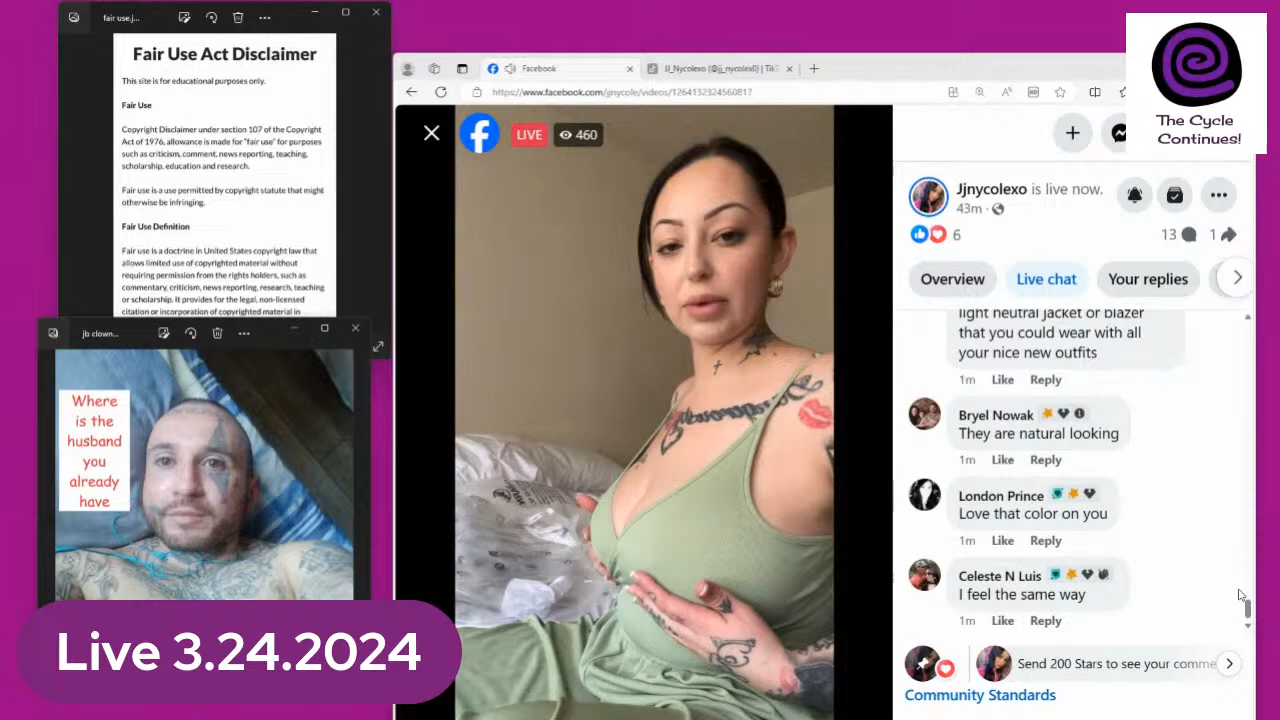 fair use.j...
Fair Use Act Disclaimer
This site is for educational purposes only.
Fair Use
Copyright Disclaimer under section 107 of the Copyright
Act of 1976, allowance is made for "fair use" for purposes
such as criticism, comment, news reporting, teaching,
scholarship, education and research.
Fair use is a use permitted by copyright statute that might
otherwise be infringing.
Fair Use Definition
Fair use is a doctrine in United States copyright law that
allows limited use of copyrighted material without
requiring permission from the rights holders, such as
commentary, criticism, news reporting, research, teaching
or scholarship. It provides for the legal, non-licensed
citation or incorporation of copyrighted material in
jb clown...
Where
is the
husband
you
already
have
Live 3.24.2024
Facebook
JJ_Nycolexo (@jj_nycolex0) | Tik
https://www.facebook.com/jjnycole/videos/1264132324560817
LIVE
460
The Cycle
Continues!
Jjnycolexo is live now.
43m
6
13
1
Overview
Live chat
Your replies
light neutral jacket or blazer
that you could wear with all
your nice new outfits
1m Like Reply
Bryel Nowak
They are natural looking
1m Like Reply
London Prince
Love that color on you
1m Like Reply
Celeste N Luis
I feel the same way
1m Like Reply
Send 200 Stars to see your comme
Community Standards